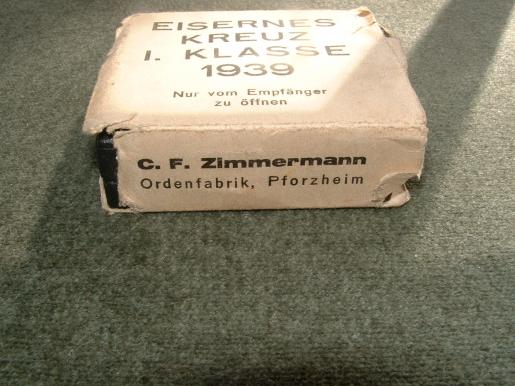 EISERNES
KREUZ
I. KLASSE
1939
Nur vom Empfänger
zu öffnen
C. F. Zimmermann
Ordenfabrik, Pforzheim